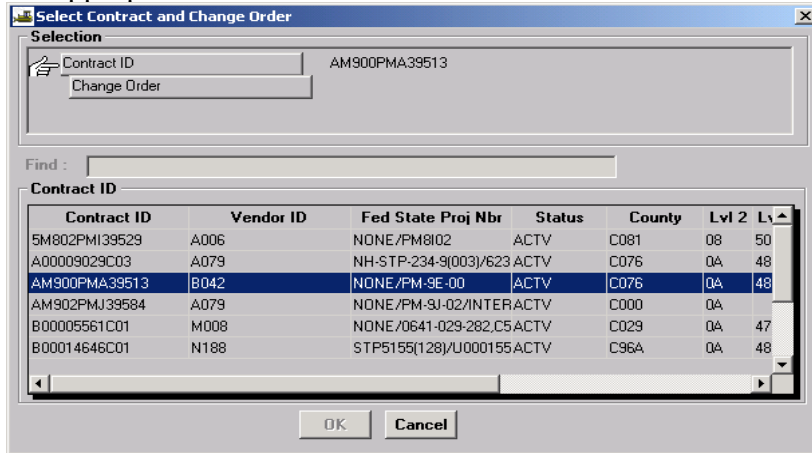 Select Contract and Change Order
Selection
Contract ID AM900PMA39513
Change Order
Find :
Contract ID
Contract ID Vendor ID Fed State Proj Nbr Status County Lvl 2 Lv
5M802PMI39529 A006 NONE/PM8I02 ACTV C081 08 50
A00009029C03 A079 NH-STP-234-9(003)/623 ACTV C076 0A 48
AM900PMA39513 B042 NONE/PM-9E-00 ACTV C076 0A 48
AM902PMJ39584 A079 NONE/PM-9J-02/INTER ACTV C000 0A
B00005561C01 M008 NONE/0641-029-282,C5 ACTV C029 0A 47
B00014646C01 N188 STP5155(128)/U000155 ACTV C96A 0A 48
OK Cancel